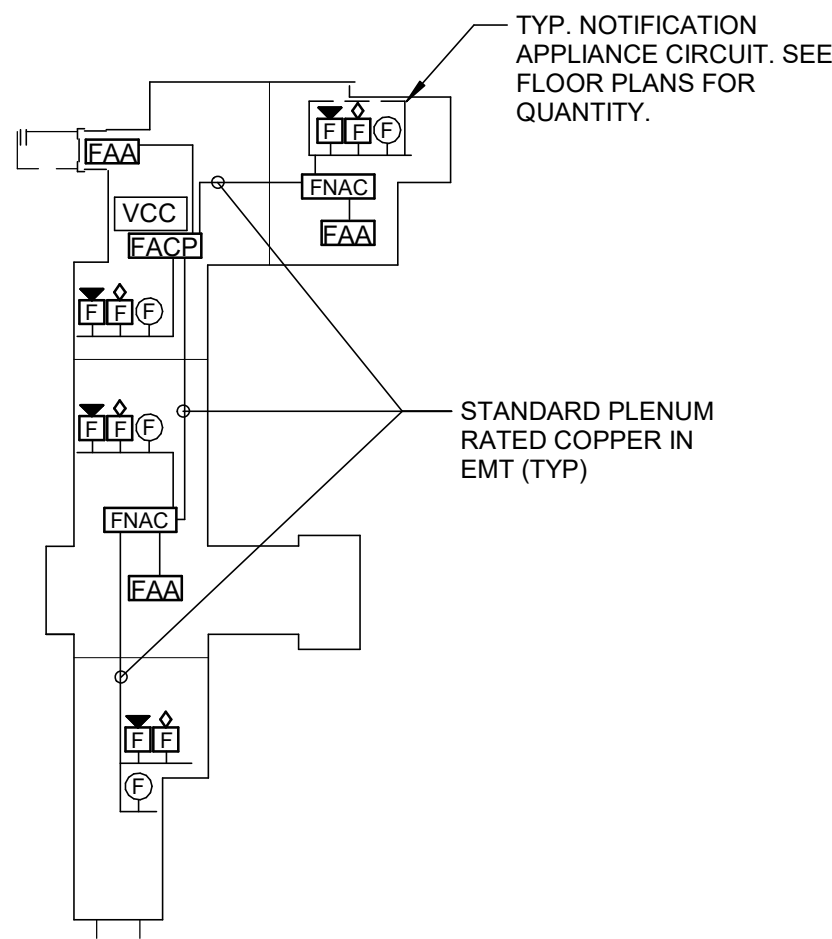 TYP. NOTIFICATION
APPLIANCE CIRCUIT. SEE
FLOOR PLANS FOR
QUANTITY.
F F F
FAA
FNAC
VCC
FAA
FACP
F F F
STANDARD PLENUM
RATED COPPER IN
EMT (TYP)
F F F
FNAC
FAA
F F
F